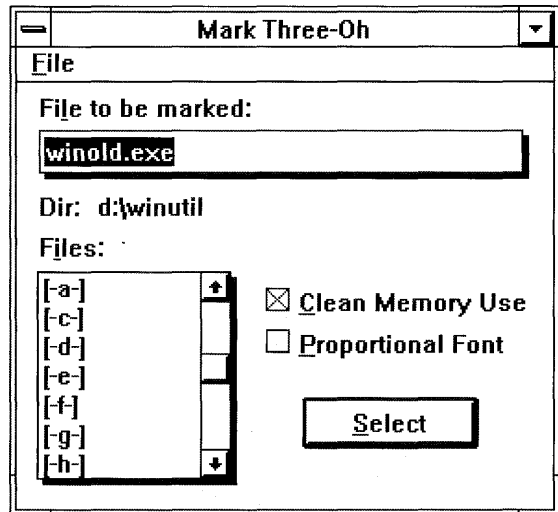 Mark Three-Oh
File
File to be marked:
winold.exe
Dir: d:\winutil
Files:
[-a-]
[-c-]
[-d-]
[-e-]
[-f-]
[-g-]
[-h-]
Clean Memory Use
Proportional Font
Select